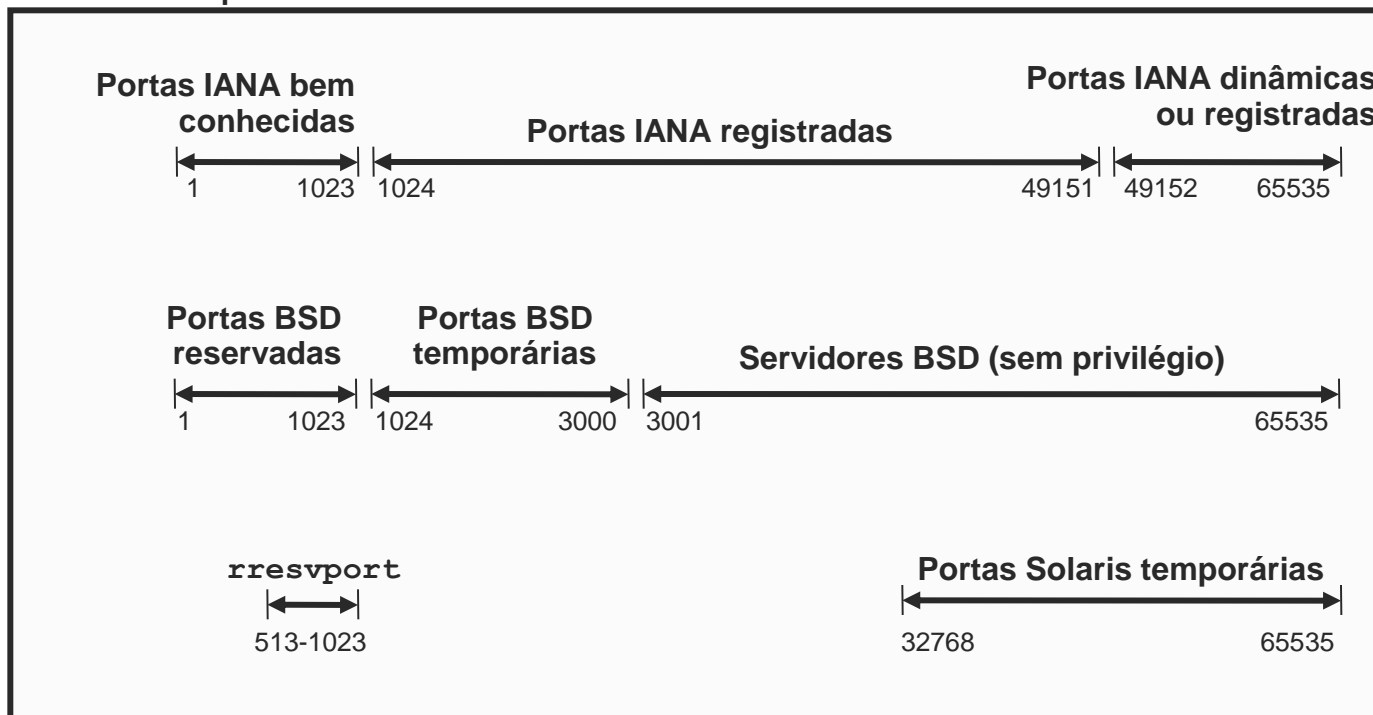 Portas IANA bem
conhecidas
Portas IANA registradas
Portas IANA dinâmicas
ou registradas
1 1023 1024 49151 49152 65535
Portas BSD
reservadas
Portas BSD
temporárias
Servidores BSD (sem privilégio)
1 1023 1024 3000 3001 65535
rresvport
513-1023
Portas Solaris temporárias
32768 65535